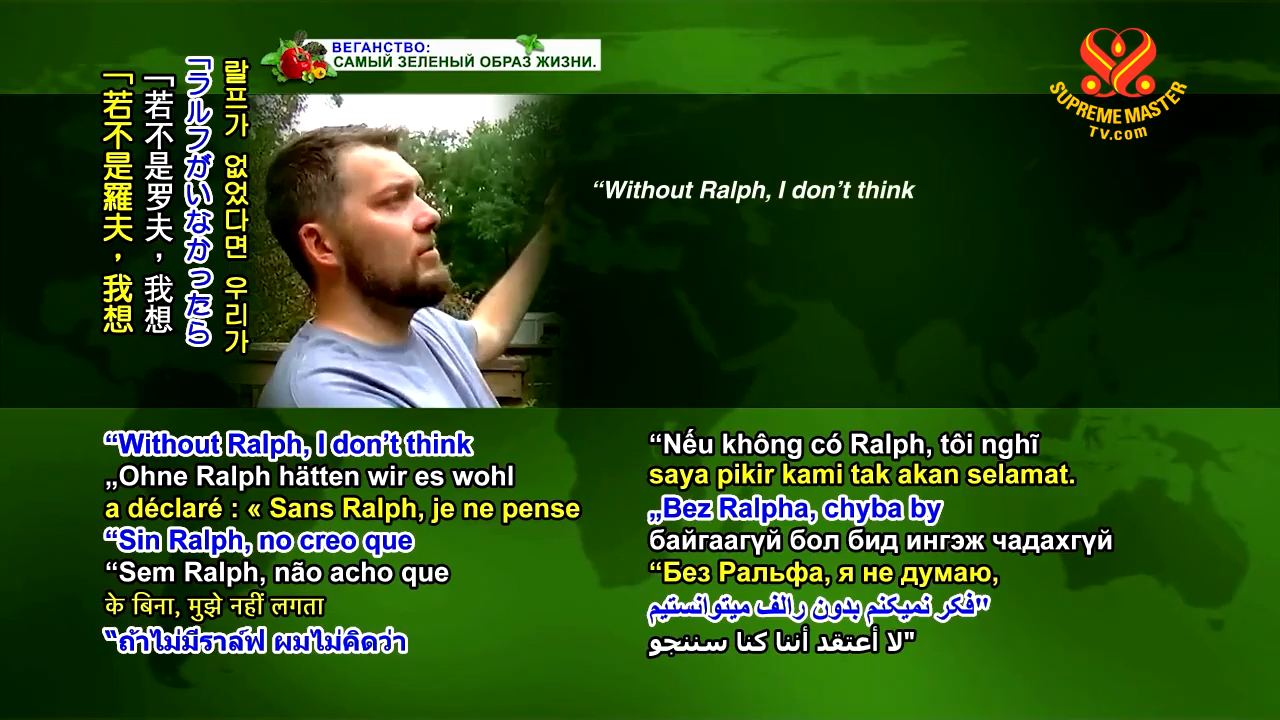 ВЕГАНСТВО:
САМЫЙ ЗЕЛЕНЫЙ ОБРАЗ ЖИЗНИ.
SUPREME MASTER
TV.com
랄프가 없었다면 우리가
「ラルフがいなかったら
「若不是罗夫，我想
「若不是羅夫，我想
“Without Ralph, I don’t think
“Without Ralph, I don’t think
„Ohne Ralph hätten wir es wohl
a déclaré : « Sans Ralph, je ne pense
“Sin Ralph, no creo que
“Sem Ralph, não acho que
के बिना, मुझे नहीं लगता
“ถ้าไม่มีราล์ฟ ผมไม่คิดว่า
“Nếu không có Ralph, tôi nghĩ
saya pikir kami tak akan selamat.
„Bez Ralpha, chyba by
байгаагүй бол бид ингэж чадахгүй
“Без Ральфа, я не думаю,
"فکر نمیکنم بدون رالف میتوانستیم
"لا أعتقد أننا كنا سننجو